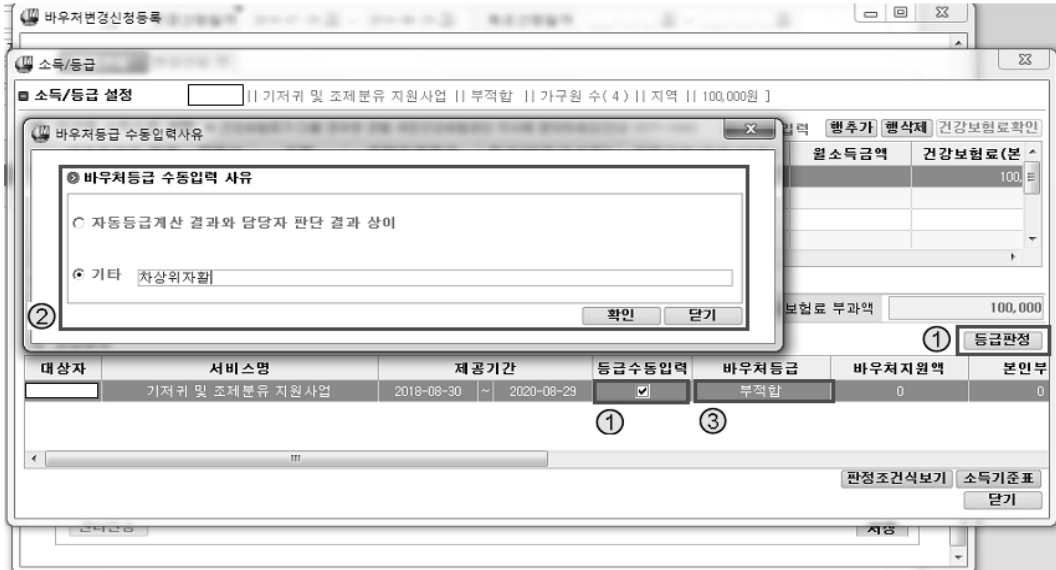 바우처변경신청등록
소득/등급
소득/등급 설정 || 기저귀 및 조제분유 지원사업 || 부적합 || 가구원 수( 4 ) || 지역 || 100,000원 ]
바우처등급 수동입력사유
입력 행추가 행삭제 건강보험료확인
월소득금액 건강보험료(본
100,
바우처등급 수동입력 사유
자동등급계산 결과와 담당자 판단 결과 상이
기타 차상위자활
② 확인 닫기
보험료 부과액 100,000
① 등급판정
대상자 서비스명 제공기간 등급수동입력 바우처등급 바우처지원액 본인부
기저귀 및 조제분유 지원사업 2018-08-30 ~ 2020-08-29 부적합 0 0
① ③
판정조건식보기 소득기준표
닫기
저장